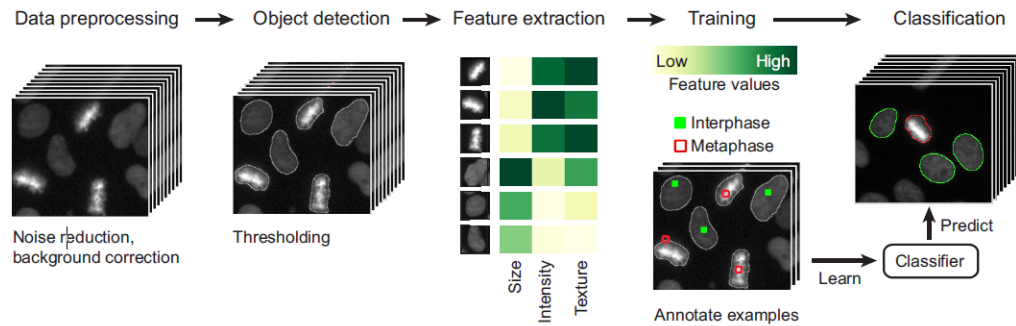 Data preprocessing
Object detection
Feature extraction
Training
Classification
Noise reduction,
background correction
Thresholding
Size
Intensity
Texture
Low
High
Feature values
Interphase
Metaphase
Annotate examples
Learn
Classifier
Predict